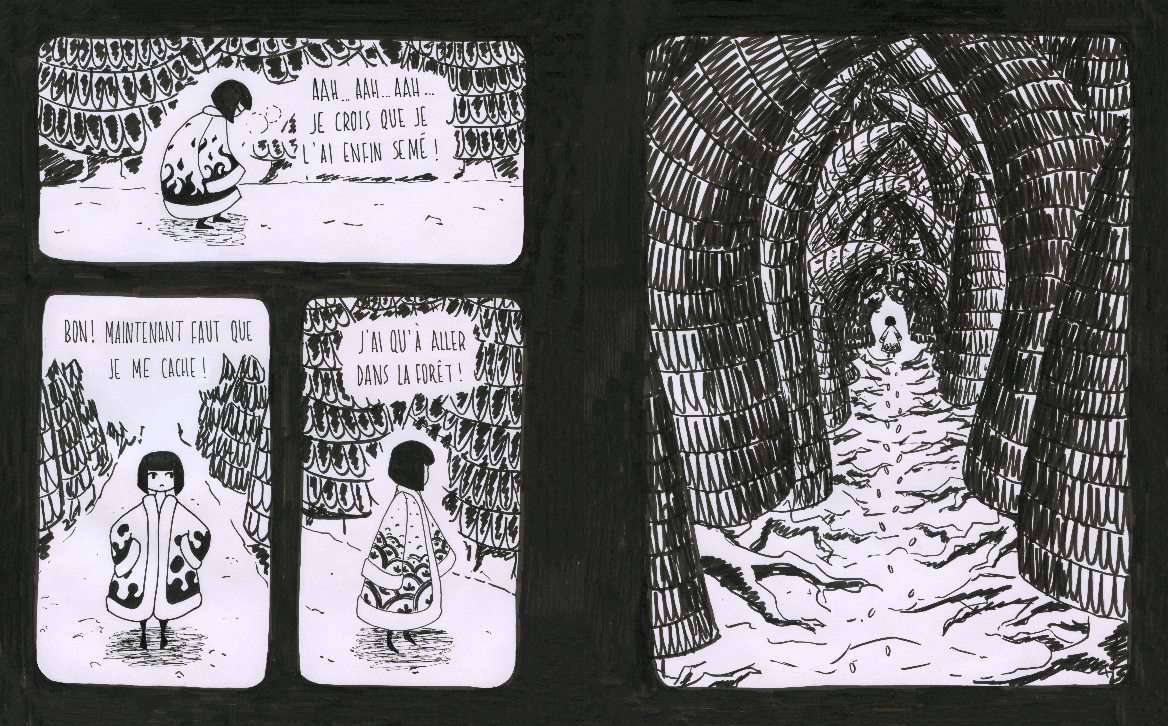 AAH... AAH... AAH...
JE CROIS QUE JE
L'AI ENFIN SEMÉ !
BON! MAINTENANT FAUT QUE
JE ME CACHE !
J'AI QU'À ALLER
DANS LA FORÊT !